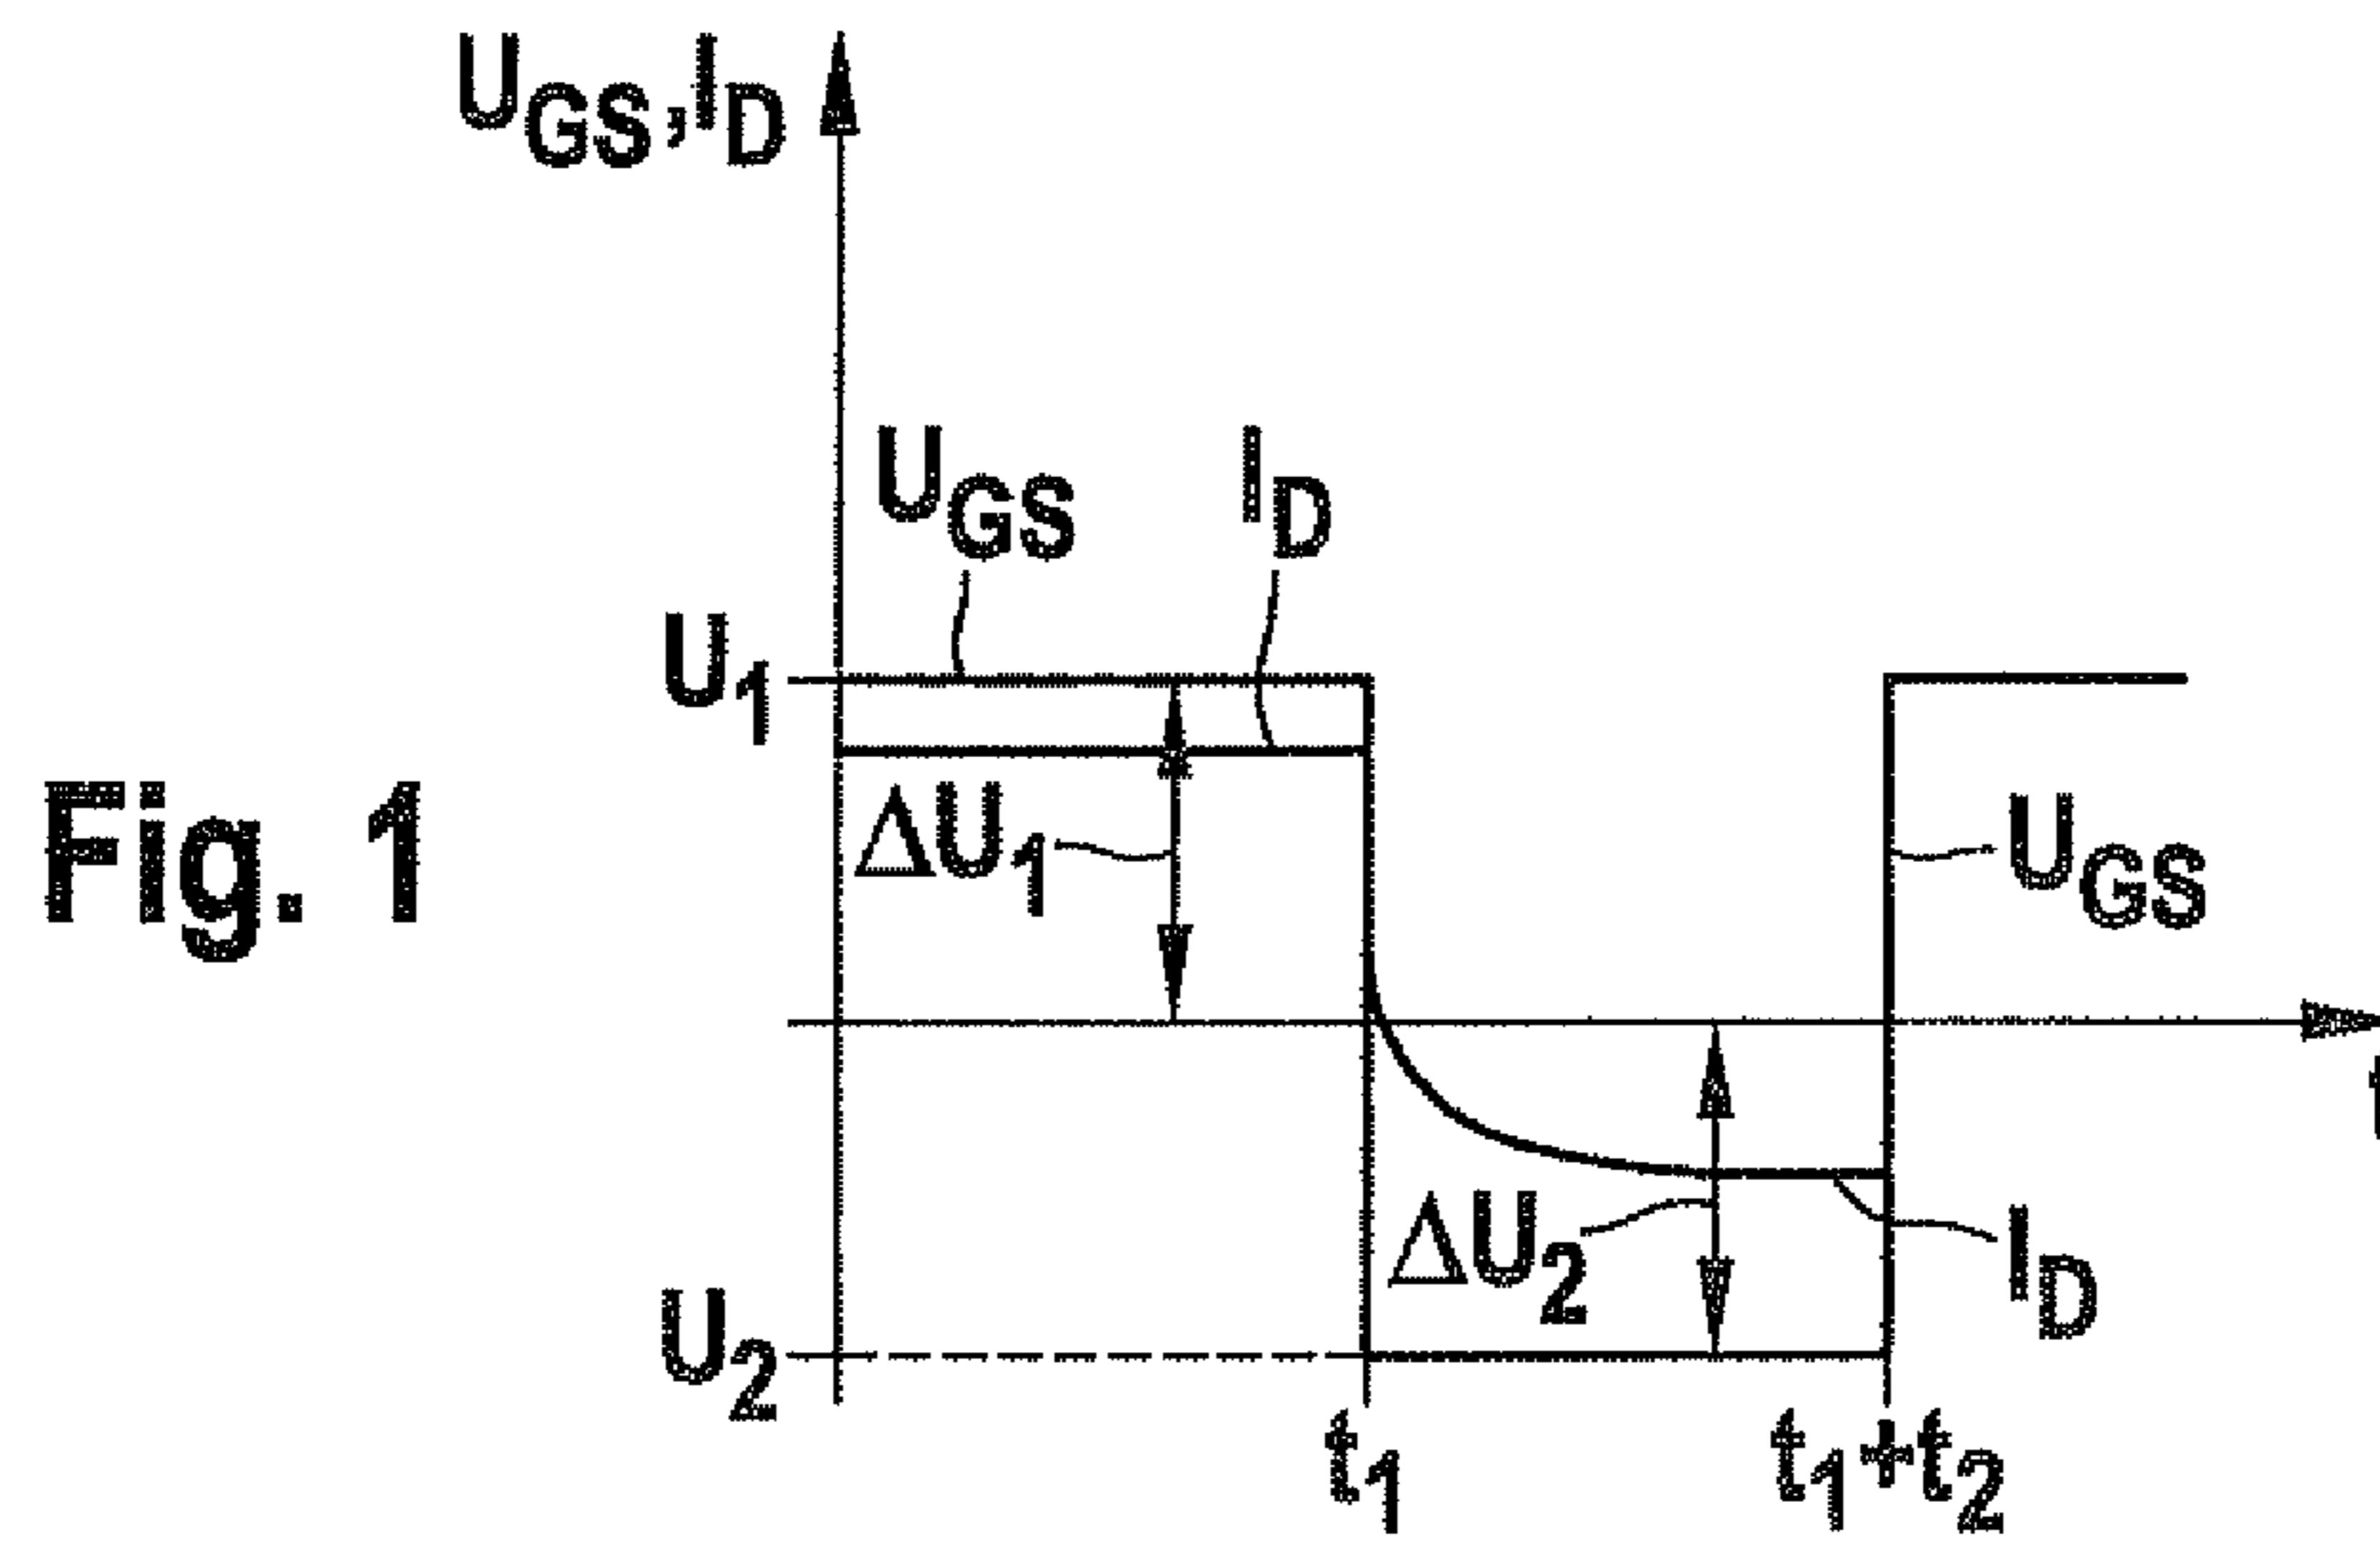 U_GS, I_D
U_GS
I_D
U_1
Fig. 1
ΔU_1
U_GS
ΔU_2
I_D
U_2
t_1
t_1+t_2